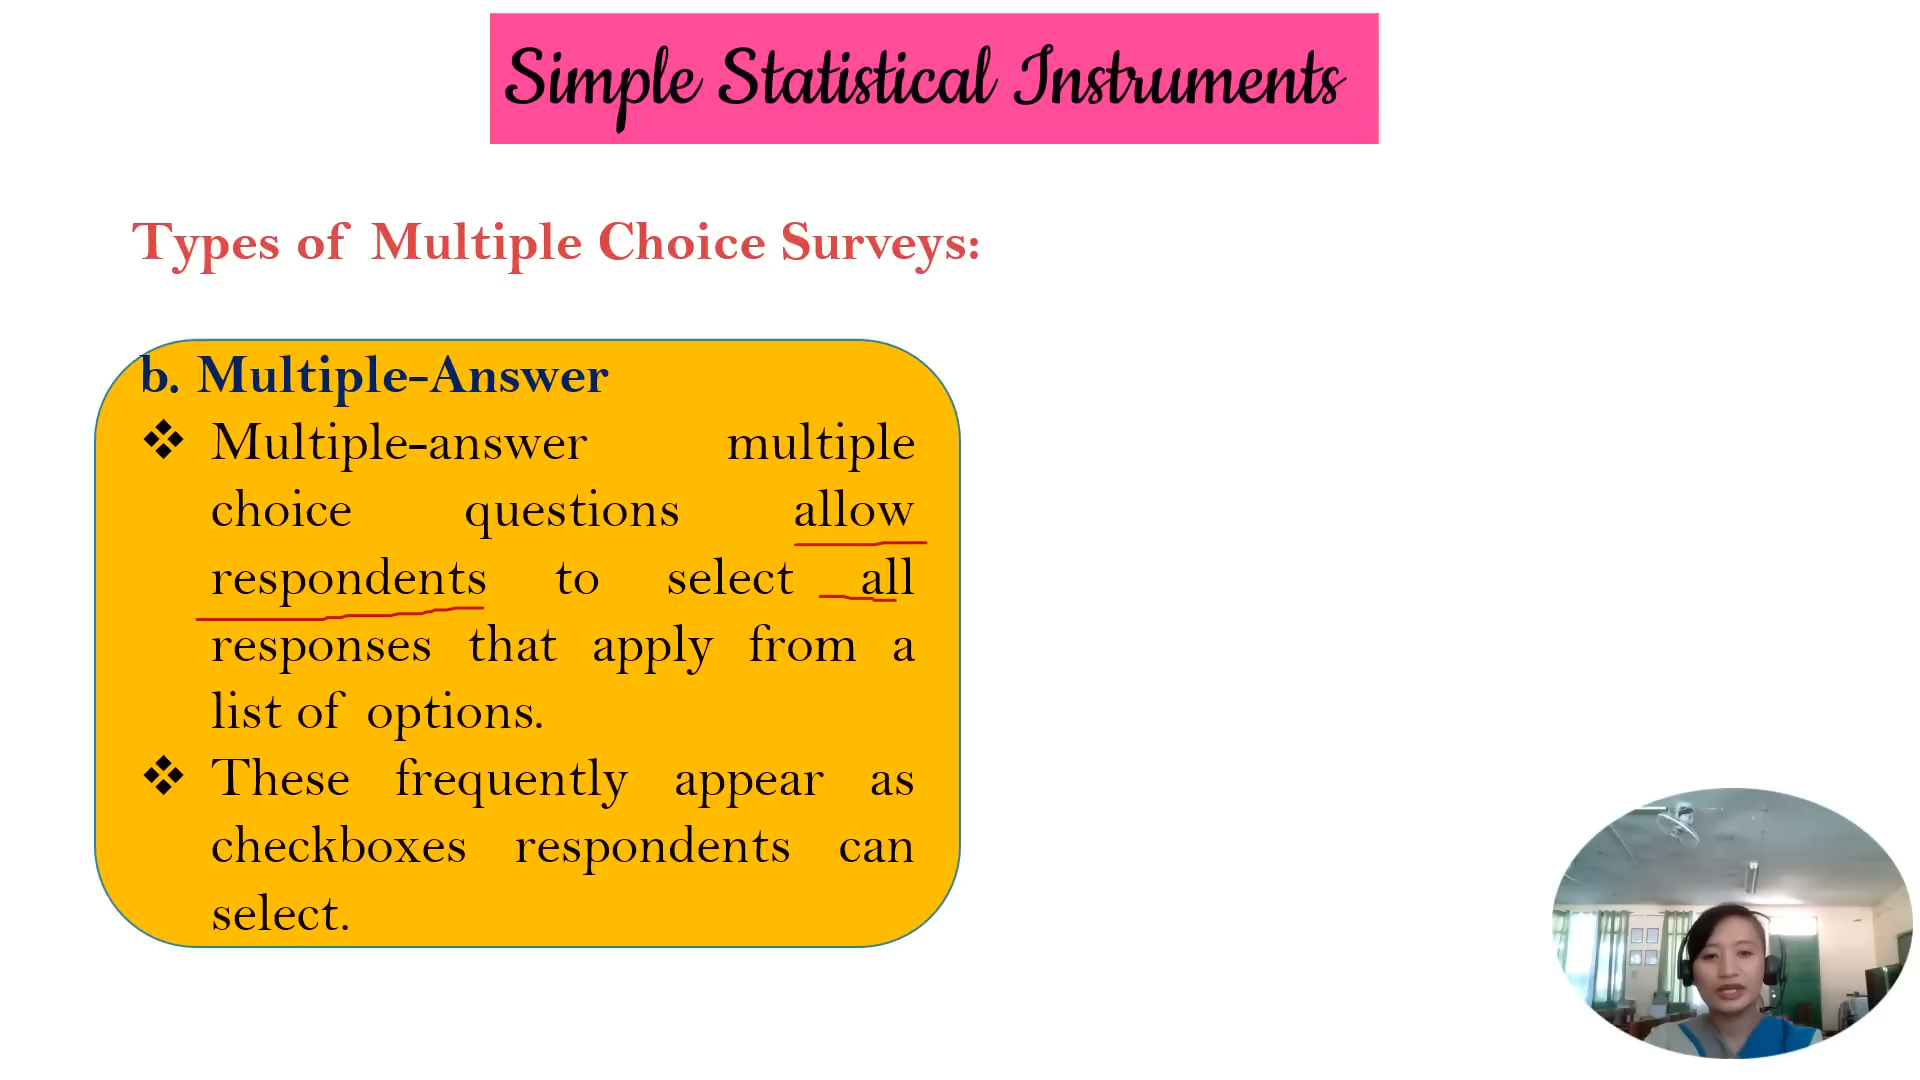 Simple Statistical Instruments
Types of Multiple Choice Surveys:
b. Multiple-Answer
❖ Multiple-answer multiple
choice questions allow
respondents to select all
responses that apply from a
list of options.
❖ These frequently appear as
checkboxes respondents can
select.